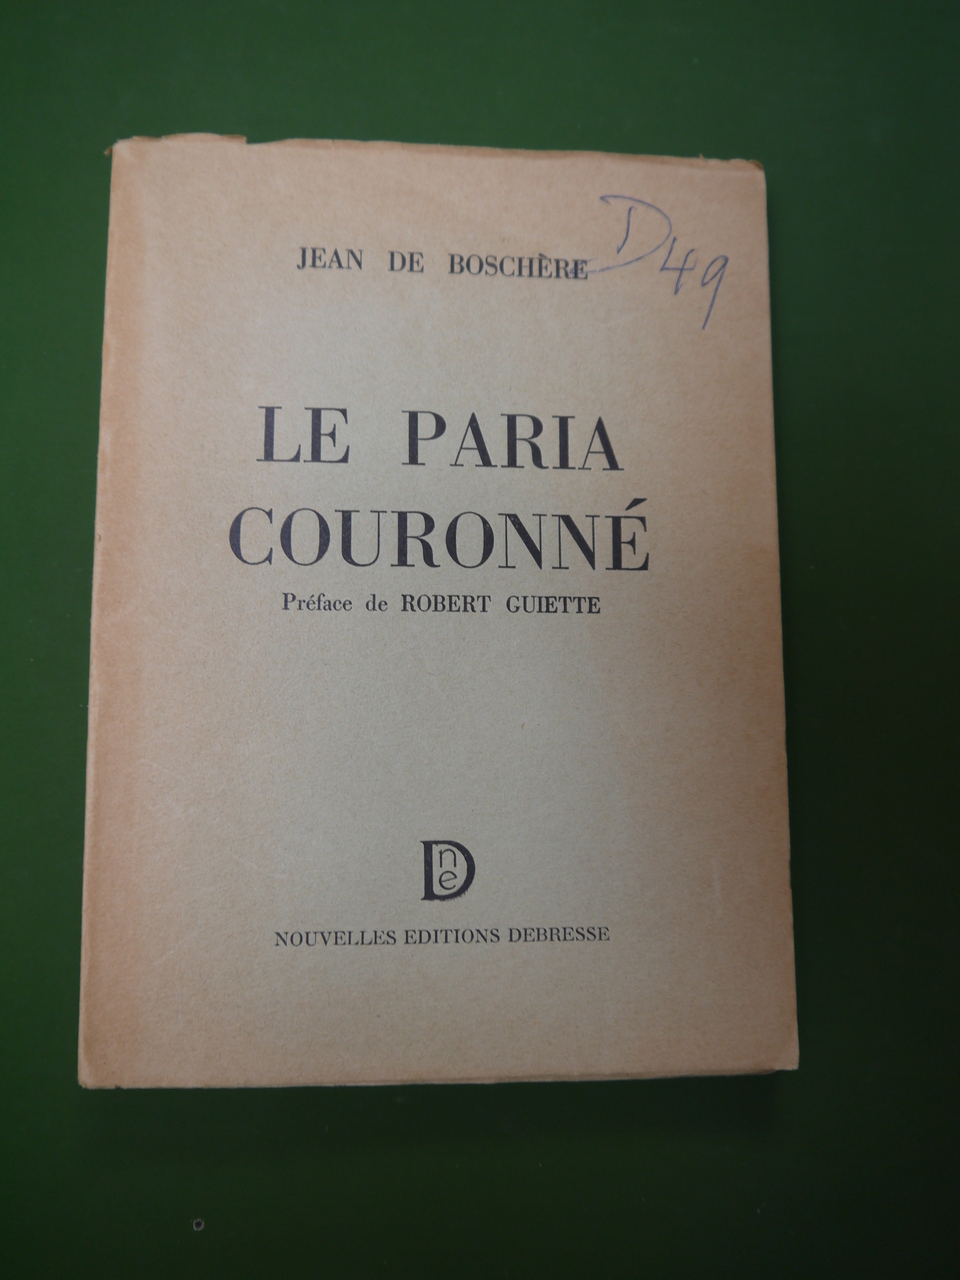 D49
JEAN DE BOSCHÈRE
LE PARIA
COURONNÉ
Préface de ROBERT GUIETTE
Dne
NOUVELLES EDITIONS DEBRESSE